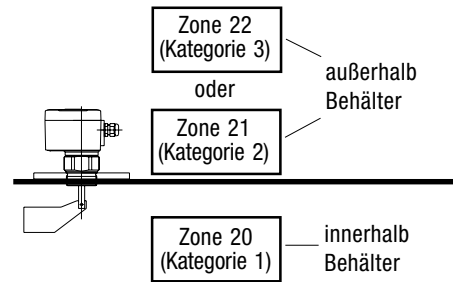 Zone 22
(Kategorie 3)
oder
Zone 21
(Kategorie 2)
außerhalb
Behälter
Zone 20
(Kategorie 1)
innerhalb
Behälter